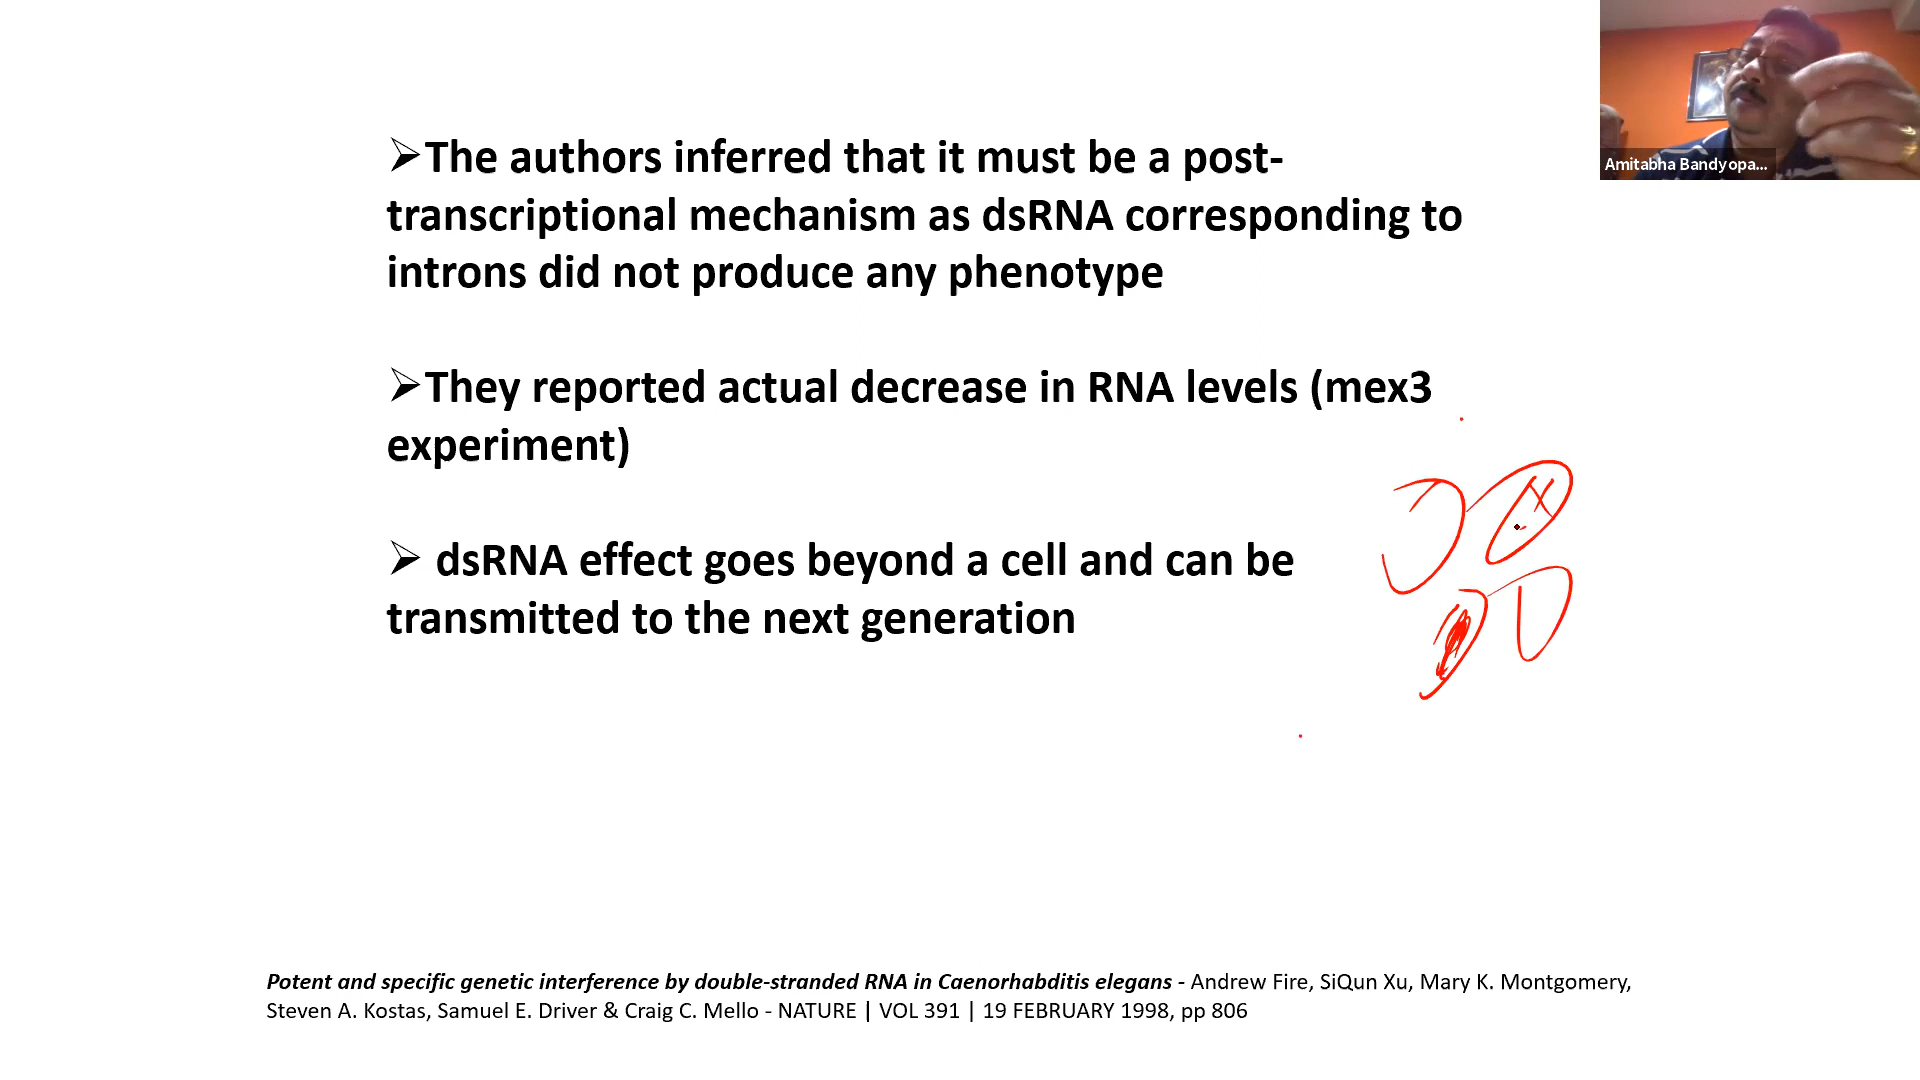 Amitabha Bandyopa...
➢The authors inferred that it must be a post-
transcriptional mechanism as dsRNA corresponding to
introns did not produce any phenotype
➢They reported actual decrease in RNA levels (mex3
experiment)
➢ dsRNA effect goes beyond a cell and can be
transmitted to the next generation
Potent and specific genetic interference by double-stranded RNA in Caenorhabditis elegans - Andrew Fire, SiQun Xu, Mary K. Montgomery,
Steven A. Kostas, Samuel E. Driver & Craig C. Mello - NATURE | VOL 391 | 19 FEBRUARY 1998, pp 806